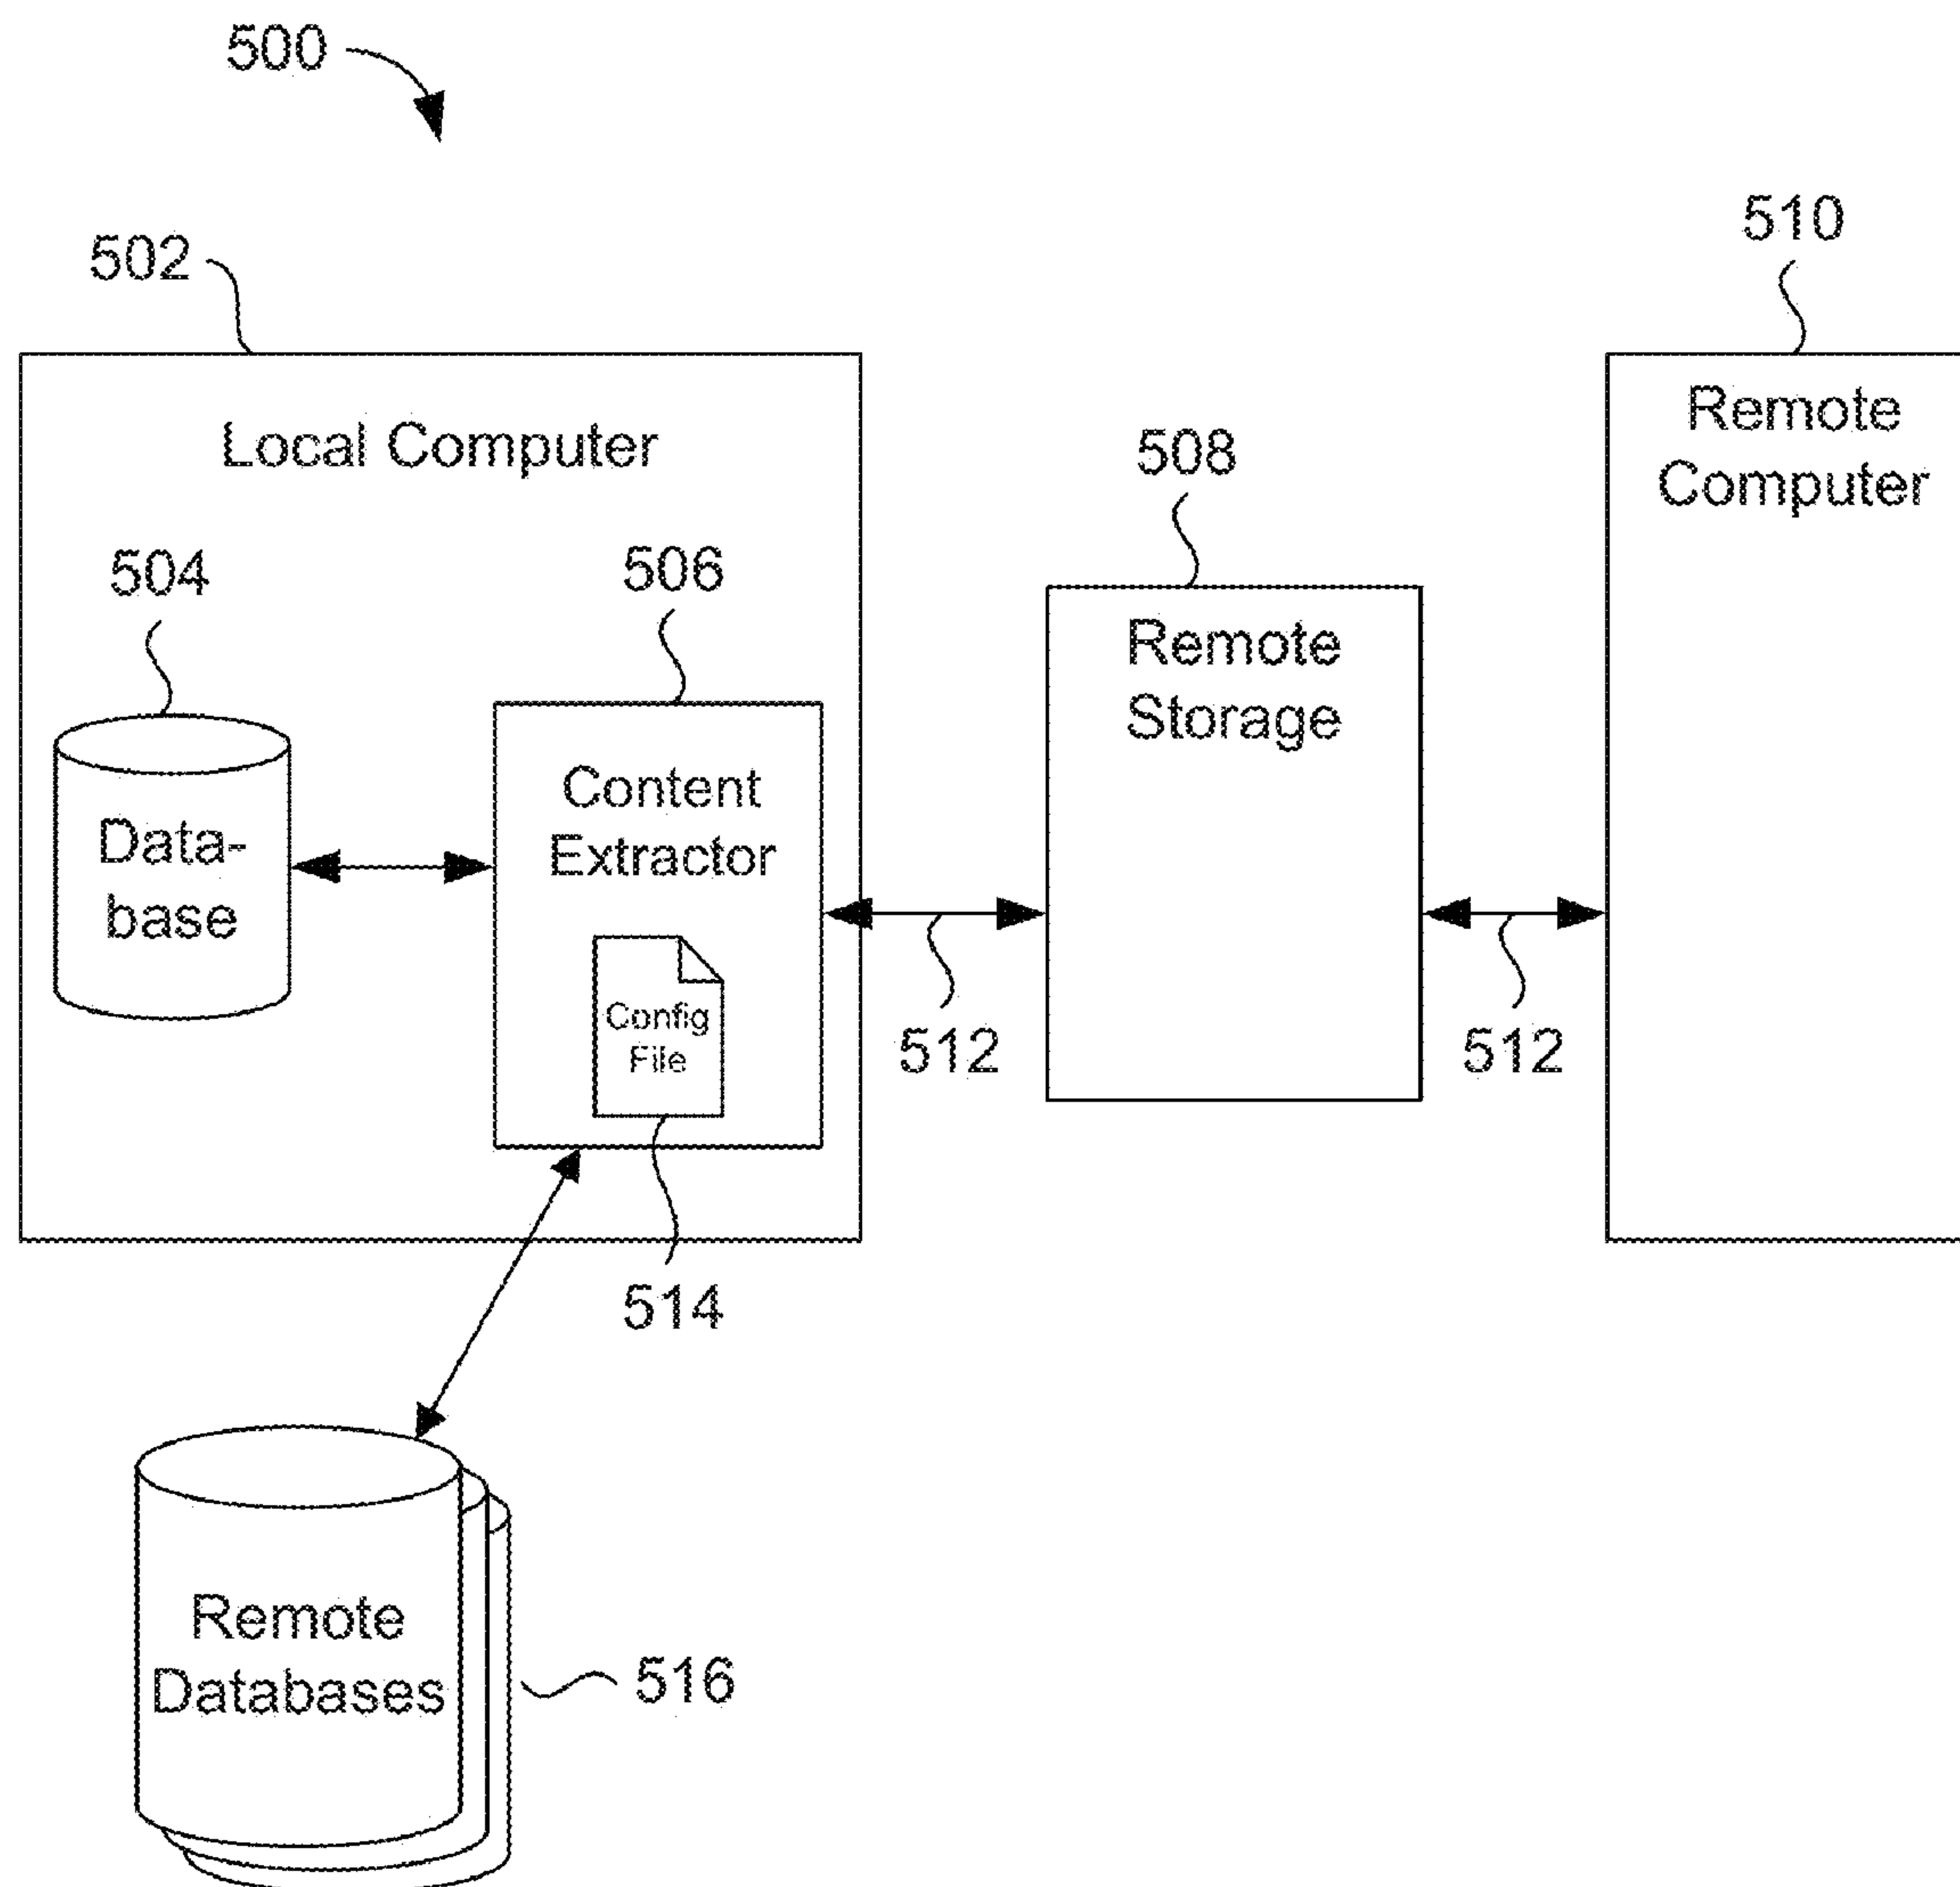 500
502
510
Local Computer
Remote
Computer
508
504
506
Remote
Storage
Content
Extractor
Data-
base
Config
File
512
512
514
Remote
Databases
516